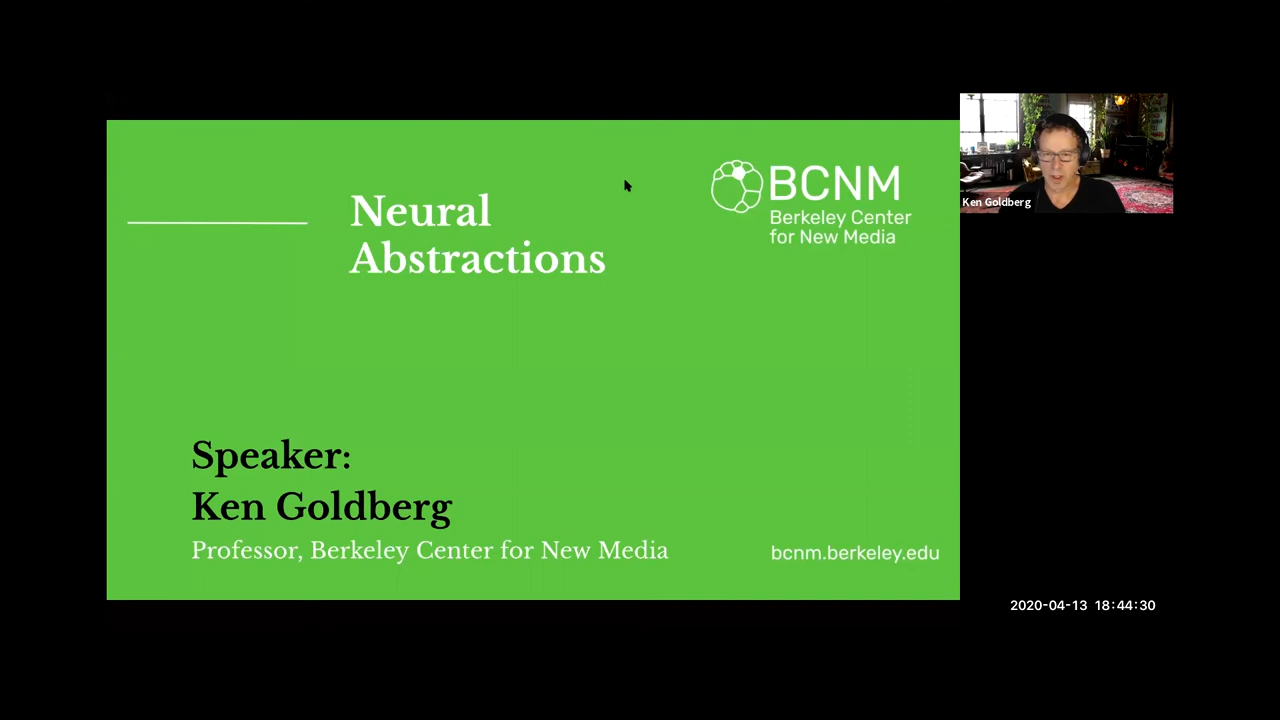 Neural
Abstractions
BCNM
Berkeley Center
for New Media
Ken Goldberg
Speaker:
Ken Goldberg
Professor, Berkeley Center for New Media
bcnm.berkeley.edu
2020-04-13 18:44:30